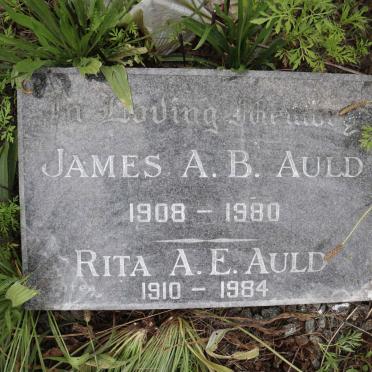 In Loving Memory
JAMES A. B. AULD
1908 – 1980
RITA A. E. AULD
1910 – 1984